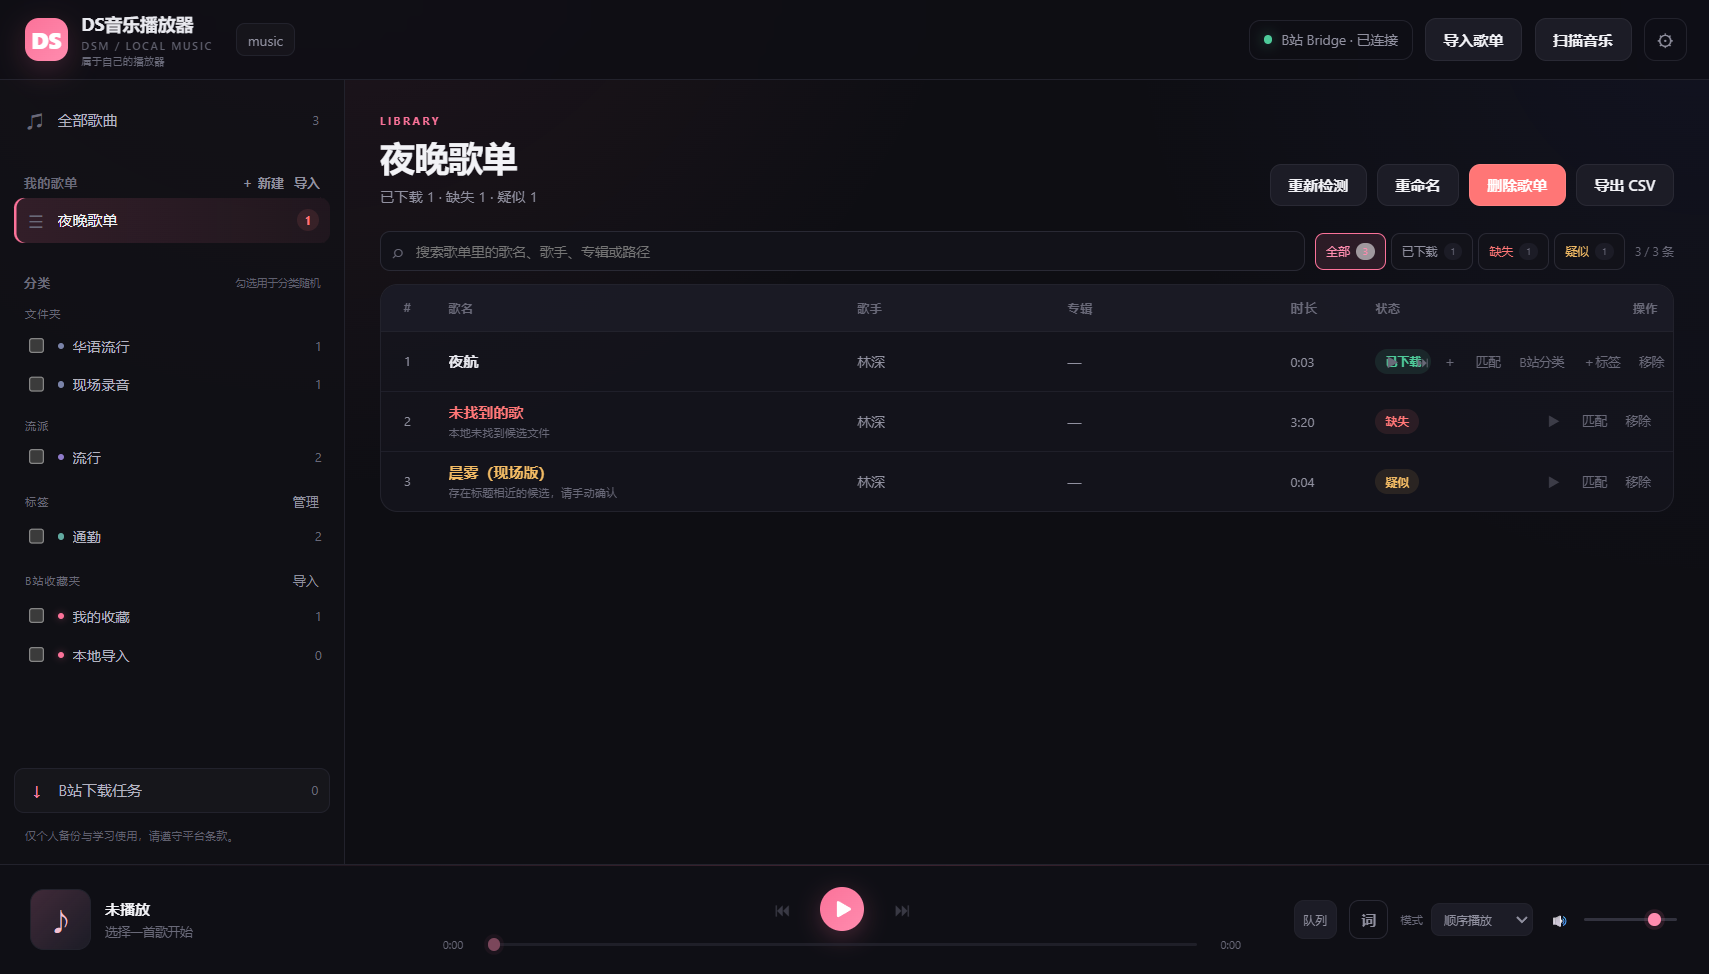 DS
DS音乐播放器
DSM / LOCAL MUSIC
属于自己的播放器
music
B站 Bridge · 已连接
导入歌单
扫描音乐
全部歌曲 3
我的歌单 + 新建 导入
夜晚歌单 1
分类 勾选用于分类随机
文件夹
华语流行 1
现场录音 1
流派
流行 2
标签 管理
通勤 2
B站收藏夹 导入
我的收藏 1
本地导入 0
B站下载任务 0
仅个人备份与学习使用，请遵守平台条款。
LIBRARY
夜晚歌单
已下载 1 · 缺失 1 · 疑似 1
重新检测 重命名 删除歌单 导出 CSV
搜索歌单里的歌名、歌手、专辑或路径
全部 3 已下载 1 缺失 1 疑似 1 3 / 3 条
# 歌名 歌手 专辑 时长 状态 操作
1 夜航 林深 — 0:03 已下载 + 匹配 B站分类 +标签 移除
2 未找到的歌 林深 — 3:20 缺失 匹配 移除
本地未找到候选文件
3 晨雾（现场版） 林深 — 0:04 疑似 匹配 移除
存在标题相近的候选，请手动确认
未播放
选择一首歌开始
0:00 0:00
队列 词 模式 顺序播放